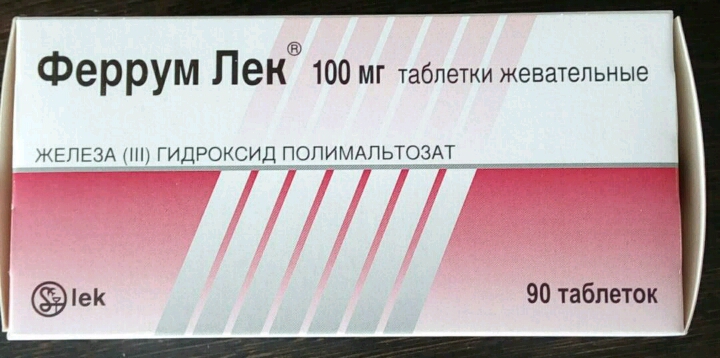 Феррум Лек® 100 мг таблетки жевательные
ЖЕЛЕЗА (III) ГИДРОКСИД ПОЛИМАЛЬТОЗАТ
lek
90 таблеток